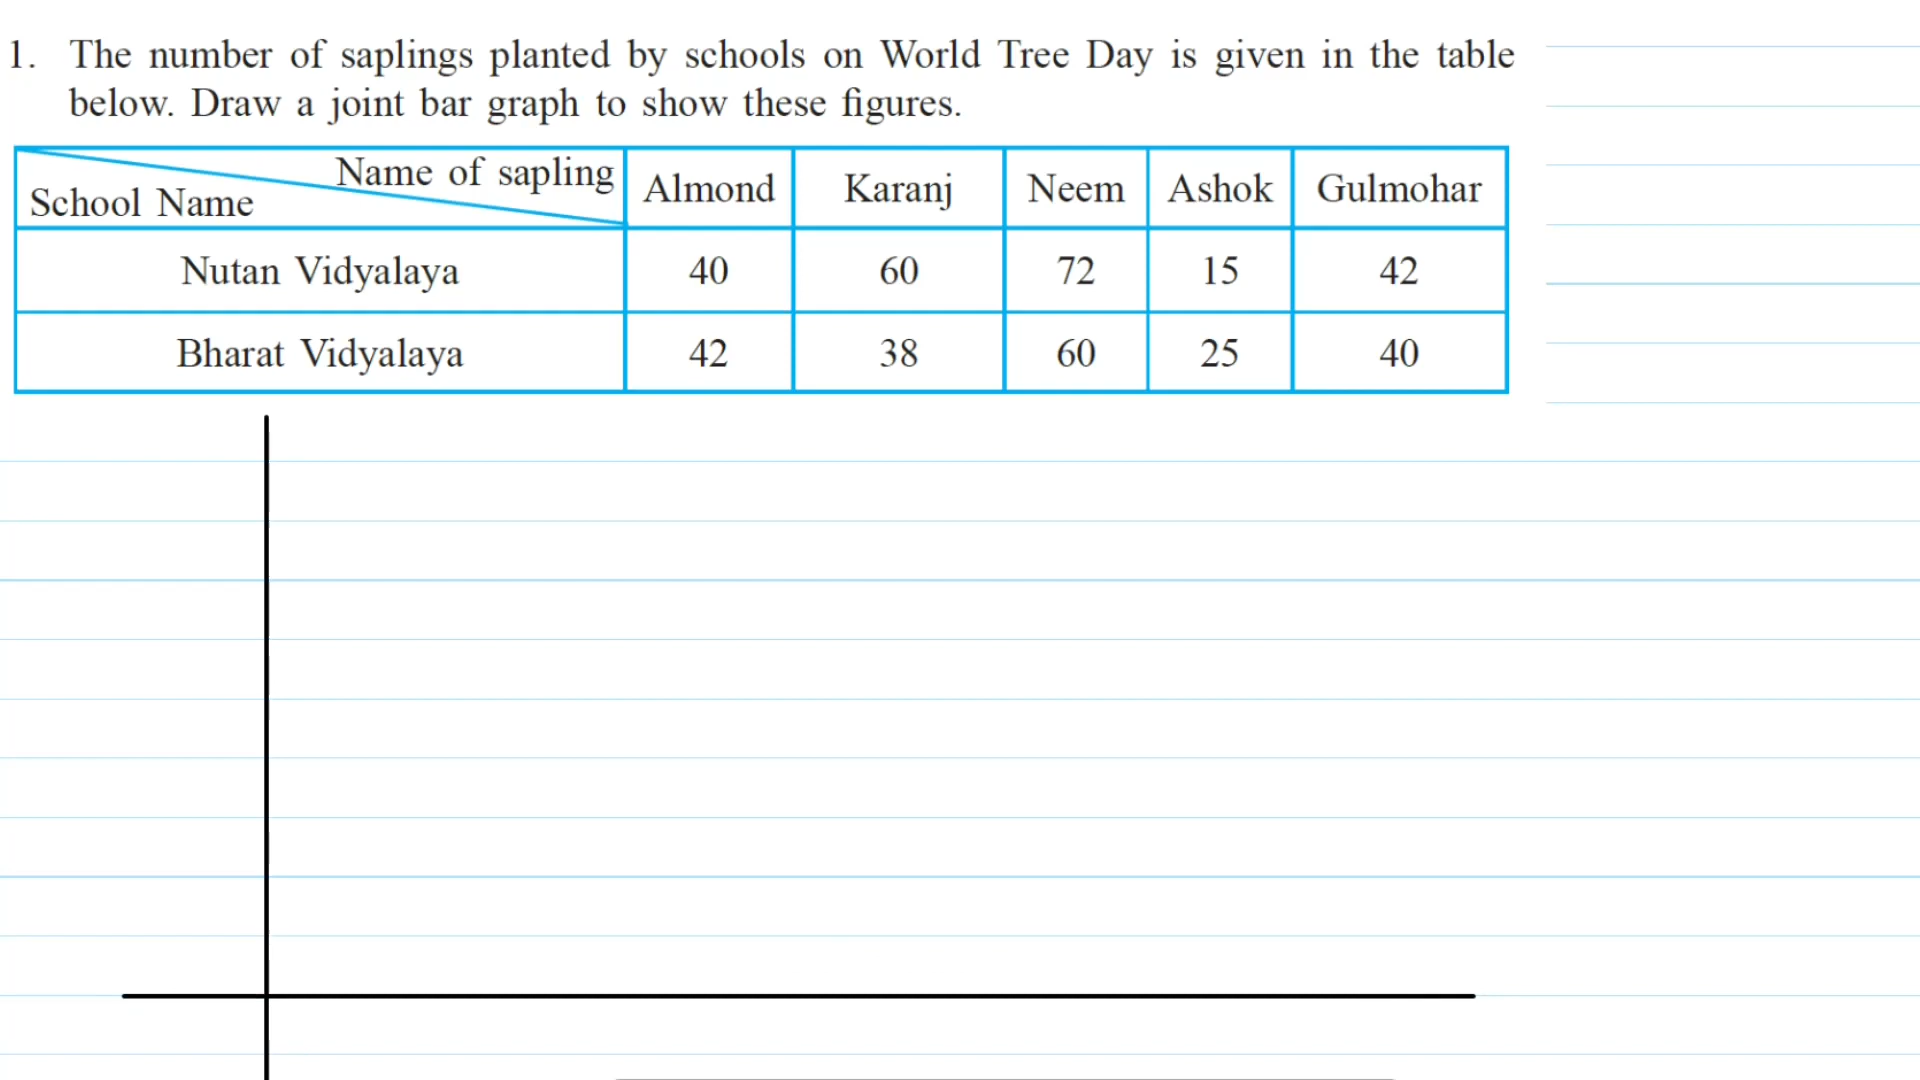 1. The number of saplings planted by schools on World Tree Day is given in the table
below. Draw a joint bar graph to show these figures.
Name of sapling
School Name
Almond Karanj Neem Ashok Gulmohar
Nutan Vidyalaya 40 60 72 15 42
Bharat Vidyalaya 42 38 60 25 40